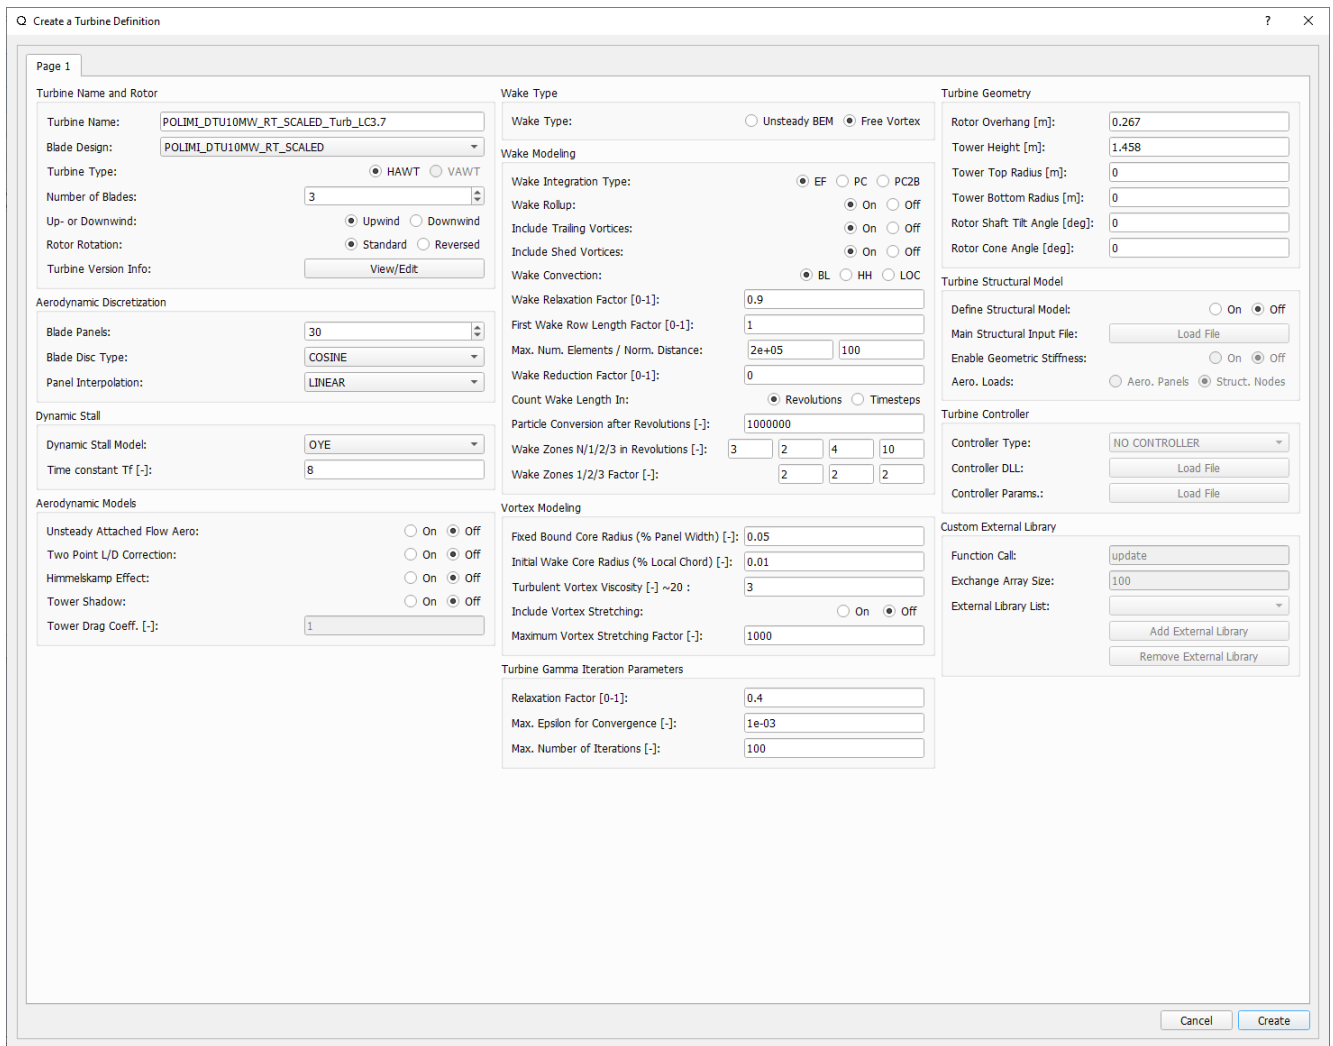 Create a Turbine Definition
?
Page 1
Turbine Name and Rotor
Turbine Name: POLIMI_DTU10MW_RT_SCALED_Turb_LC3.7
Blade Design: POLIMI_DTU10MW_RT_SCALED
Turbine Type: HAWT VAWT
Number of Blades: 3
Up- or Downwind: Upwind Downwind
Rotor Rotation: Standard Reversed
Turbine Version Info: View/Edit
Aerodynamic Discretization
Blade Panels: 30
Blade Disc Type: COSINE
Panel Interpolation: LINEAR
Dynamic Stall
Dynamic Stall Model: OYE
Time constant Tf [-]: 8
Aerodynamic Models
Unsteady Attached Flow Aero: On Off
Two Point L/D Correction: On Off
Himmelskamp Effect: On Off
Tower Shadow: On Off
Tower Drag Coeff. [-]: 1
Wake Type
Wake Type: Unsteady BEM Free Vortex
Wake Modeling
Wake Integration Type: EF PC PC2B
Wake Rollup: On Off
Include Trailing Vortices: On Off
Include Shed Vortices: On Off
Wake Convection: BL HH LOC
Wake Relaxation Factor [0-1]: 0.9
First Wake Row Length Factor [0-1]: 1
Max. Num. Elements / Norm. Distance: 2e+05 100
Wake Reduction Factor [0-1]: 0
Count Wake Length In: Revolutions Timesteps
Particle Conversion after Revolutions [-]: 1000000
Wake Zones N/1/2/3 in Revolutions [-]: 3 2 4 10
Wake Zones 1/2/3 Factor [-]: 2 2 2
Vortex Modeling
Fixed Bound Core Radius (% Panel Width) [-]: 0.05
Initial Wake Core Radius (% Local Chord) [-]: 0.01
Turbulent Vortex Viscosity [-] ~20 : 3
Include Vortex Stretching: On Off
Maximum Vortex Stretching Factor [-]: 1000
Turbine Gamma Iteration Parameters
Relaxation Factor [0-1]: 0.4
Max. Epsilon for Convergence [-]: 1e-03
Max. Number of Iterations [-]: 100
Turbine Geometry
Rotor Overhang [m]: 0.267
Tower Height [m]: 1.458
Tower Top Radius [m]: 0
Tower Bottom Radius [m]: 0
Rotor Shaft Tilt Angle [deg]: 0
Rotor Cone Angle [deg]: 0
Turbine Structural Model
Define Structural Model: On Off
Main Structural Input File: Load File
Enable Geometric Stiffness: On Off
Aero. Loads: Aero. Panels Struct. Nodes
Turbine Controller
Controller Type: NO CONTROLLER
Controller DLL: Load File
Controller Params.: Load File
Custom External Library
Function Call: update
Exchange Array Size: 100
External Library List:
Add External Library
Remove External Library
Cancel Create